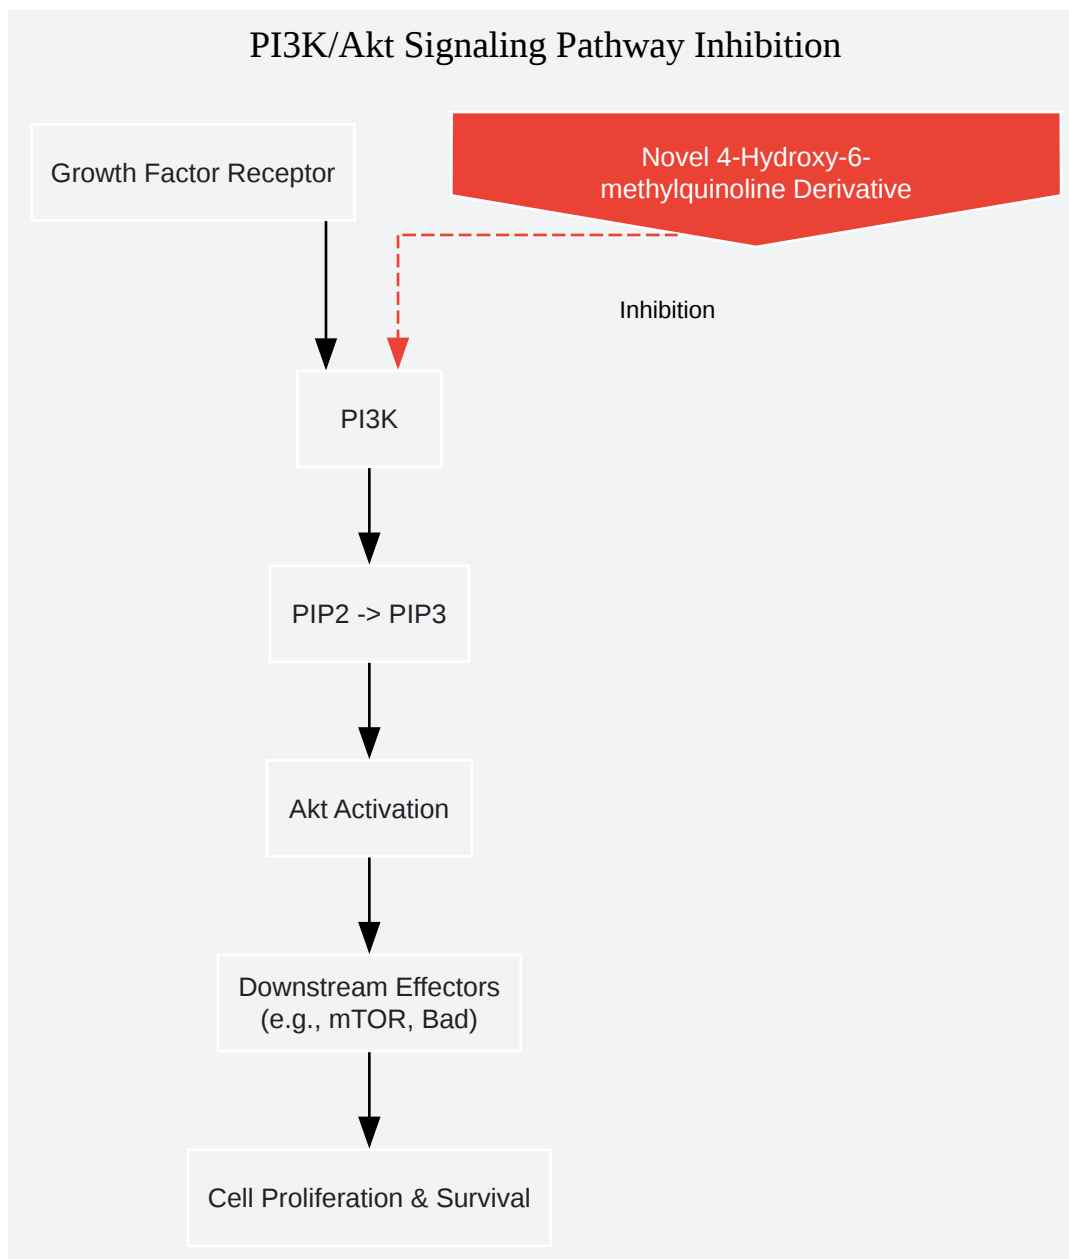 PI3K/Akt Signaling Pathway Inhibition
Growth Factor Receptor
Novel 4-Hydroxy-6-
methylquinoline Derivative
Inhibition
PI3K
PIP2 -> PIP3
Akt Activation
Downstream Effectors
(e.g., mTOR, Bad)
Cell Proliferation & Survival